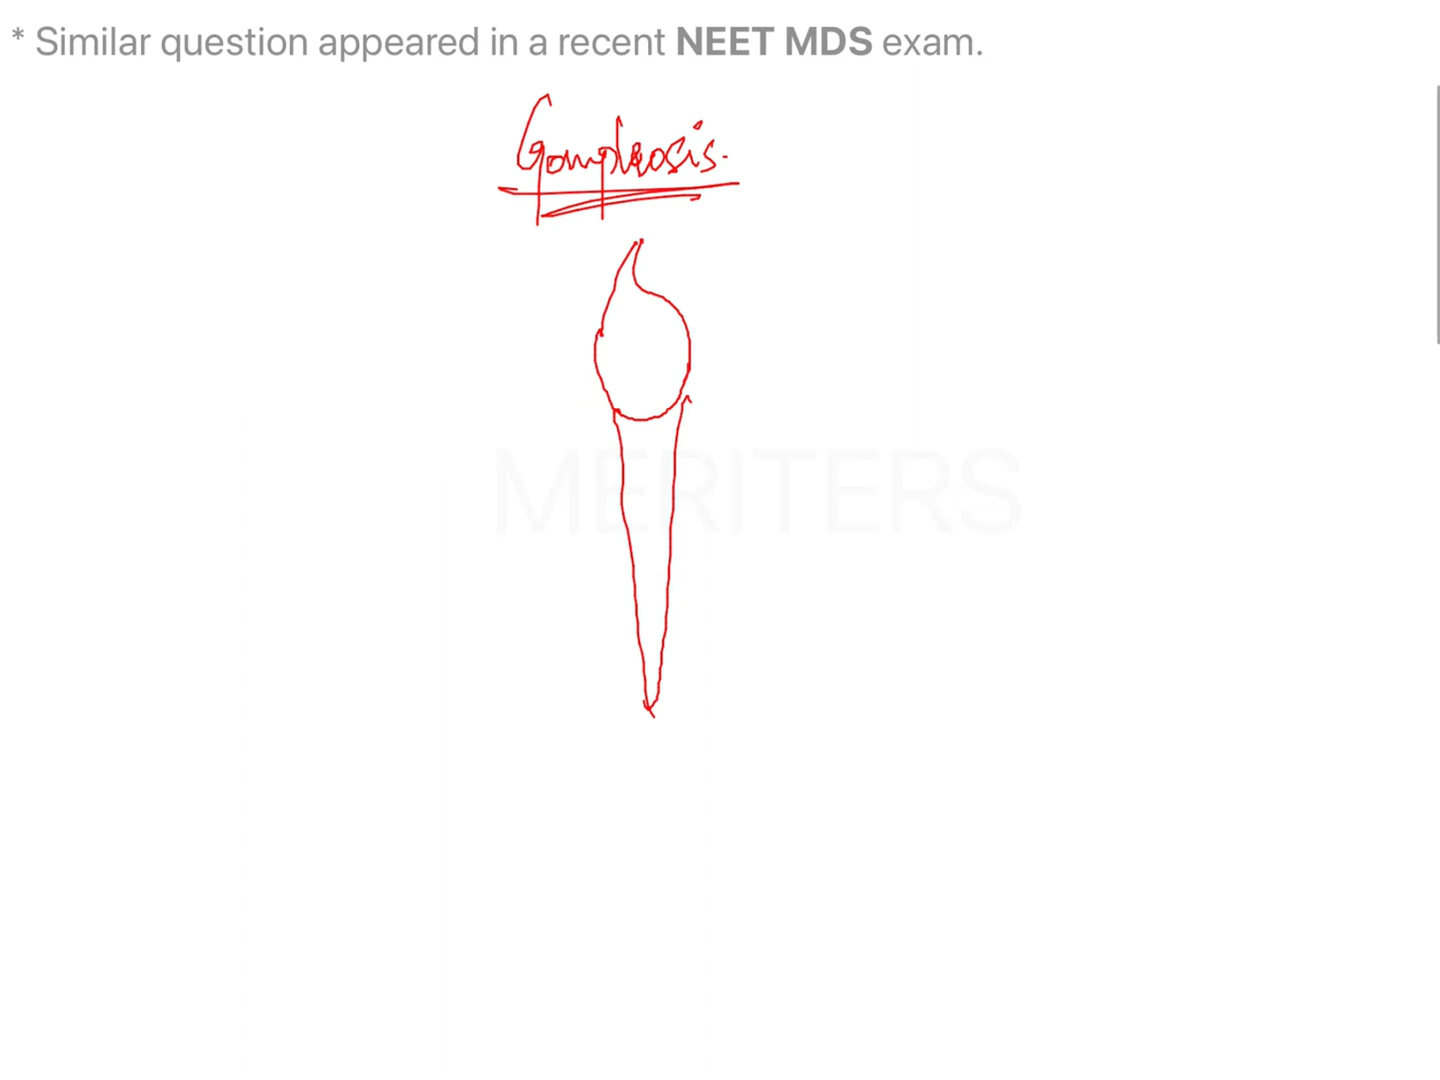 * Similar question appeared in a recent NEET MDS exam.
Gomphosis.
MERITERS